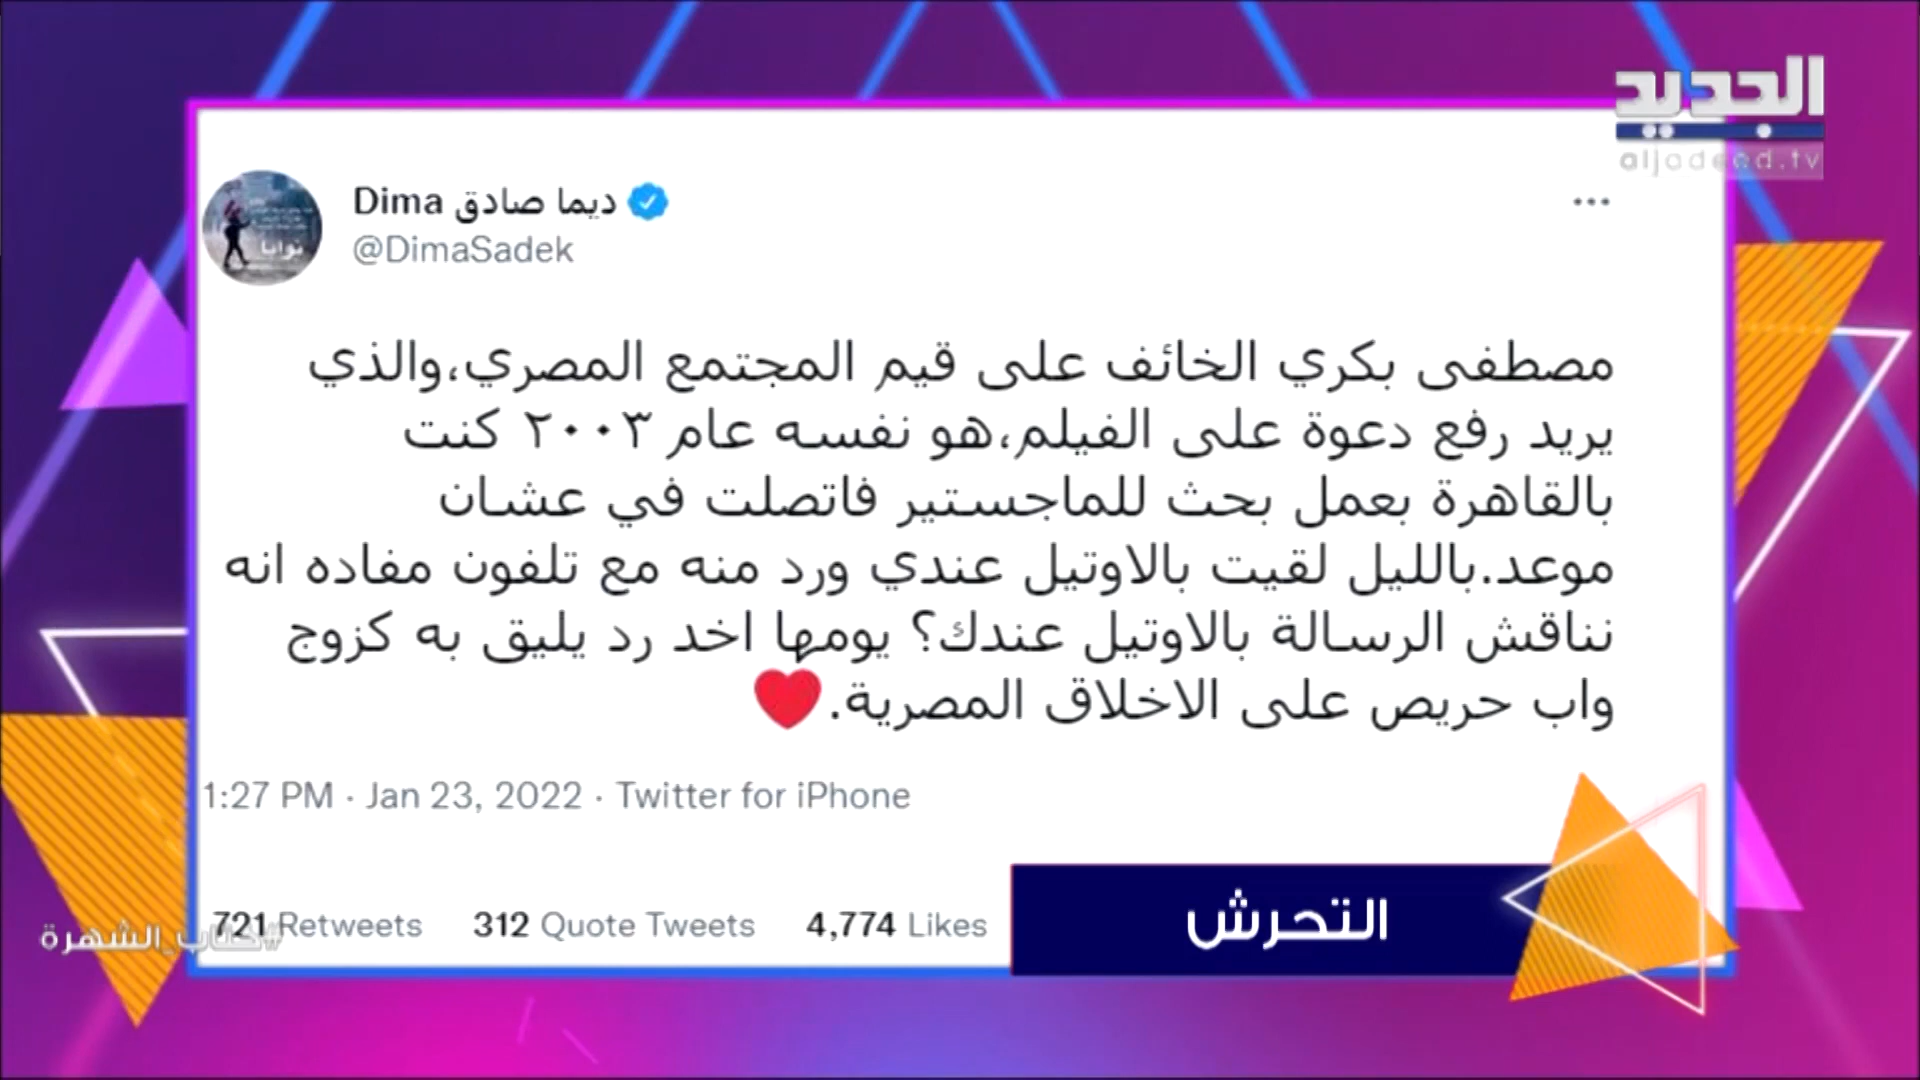 الجديد
aljadeed.tv
Dima ديما صادق
@DimaSadek
مصطفى بكري الخائف على قيم المجتمع المصري،والذي
يريد رفع دعوة على الفيلم،هو نفسه عام ٢٠٠٣ كنت
بالقاهرة بعمل بحث للماجستير فاتصلت في عشان
موعد.بالليل لقيت بالاوتيل عندي ورد منه مع تلفون مفاده انه
نناقش الرسالة بالاوتيل عندك؟ يومها اخد رد يليق به كزوج
واب حريص على الاخلاق المصرية.❤️
1:27 PM · Jan 23, 2022 · Twitter for iPhone
721 Retweets 312 Quote Tweets 4,774 Likes
#كتاب_الشهرة
التحرش